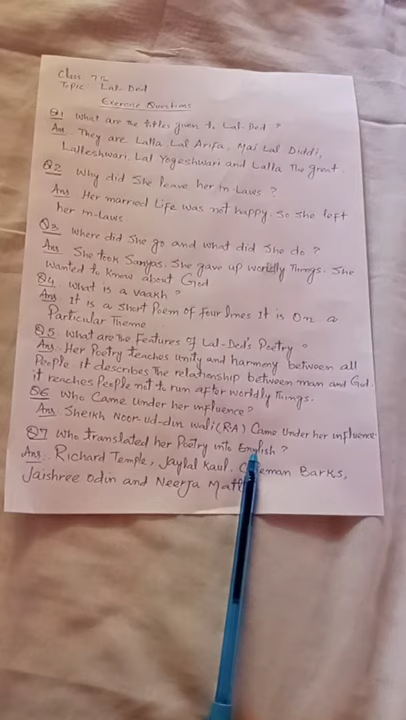 Class 7th
Topic Lal-Ded
Exercise Questions
Q1 What are the titles given to Lal-Ded ?
Ans They are Lalla, Lal Arifa, Mai Lal Diddi,
Lalleshwari, Lal Yogeshwari and Lalla The great.
Q2 Why did She leave her in-Laws ?
Ans Her married Life was not happy. So She left
her in-Laws
Q3 Where did She go and what did She do ?
Ans She took Sanyas. She gave up worldly Things. She
wanted to Know about God
Q4 What is a vaakh ?
Ans It is a Short Poem of four lines It is On a
Particular Theme
Q5 What are the Features of Lal-Ded's Poetry ?
Ans Her Poetry teaches unity and harmony between all
People It describes the relationship between man and God.
it teaches People not to run after worldly Things.
Q6 Who Came under her influence ?
Ans Sheikh Noor-ud-din wali (R.A) Came Under her influence
Q7 Who translated her Poetry into English ?
Ans: Richard Temple, Jaylal Kaul, Barks,
Jaishree Odin and Neerja